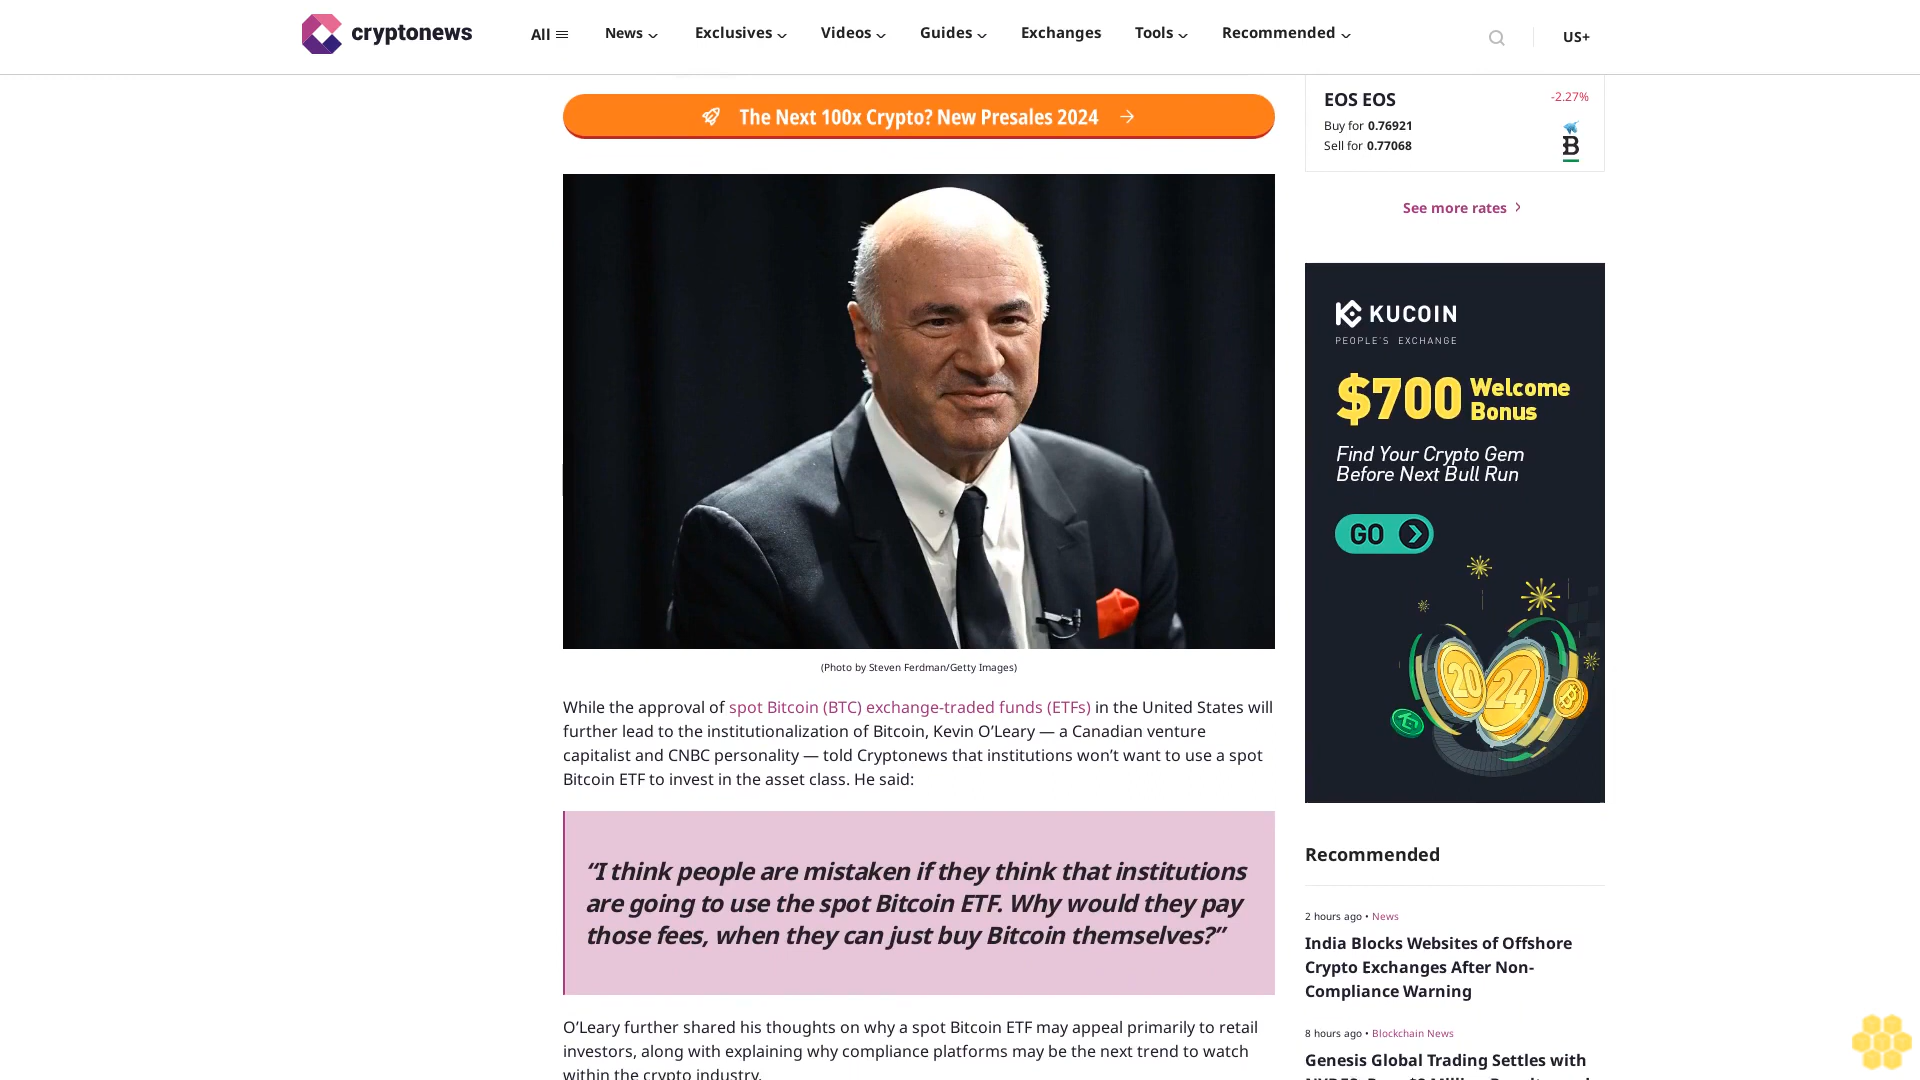 cryptonews
All
News
Exclusives
Videos
Guides
Exchanges
Tools
Recommended
US+
The Next 100x Crypto? New Presales 2024
EOS EOS
-2.27%
Buy for 0.76921
Sell for 0.77068
See more rates
KUCOIN
PEOPLE'S EXCHANGE
$700 Welcome
Bonus
Find Your Crypto Gem
Before Next Bull Run
GO
20 24
(Photo by Steven Ferdman/Getty Images)
While the approval of spot Bitcoin (BTC) exchange-traded funds (ETFs) in the United States will
further lead to the institutionalization of Bitcoin, Kevin O’Leary — a Canadian venture
capitalist and CNBC personality — told Cryptonews that institutions won’t want to use a spot
Bitcoin ETF to invest in the asset class. He said:
“I think people are mistaken if they think that institutions
are going to use the spot Bitcoin ETF. Why would they pay
those fees, when they can just buy Bitcoin themselves?”
O’Leary further shared his thoughts on why a spot Bitcoin ETF may appeal primarily to retail
investors, along with explaining why compliance platforms may be the next trend to watch
within the crypto industry.
Recommended
2 hours ago • News
India Blocks Websites of Offshore
Crypto Exchanges After Non-
Compliance Warning
8 hours ago • Blockchain News
Genesis Global Trading Settles with